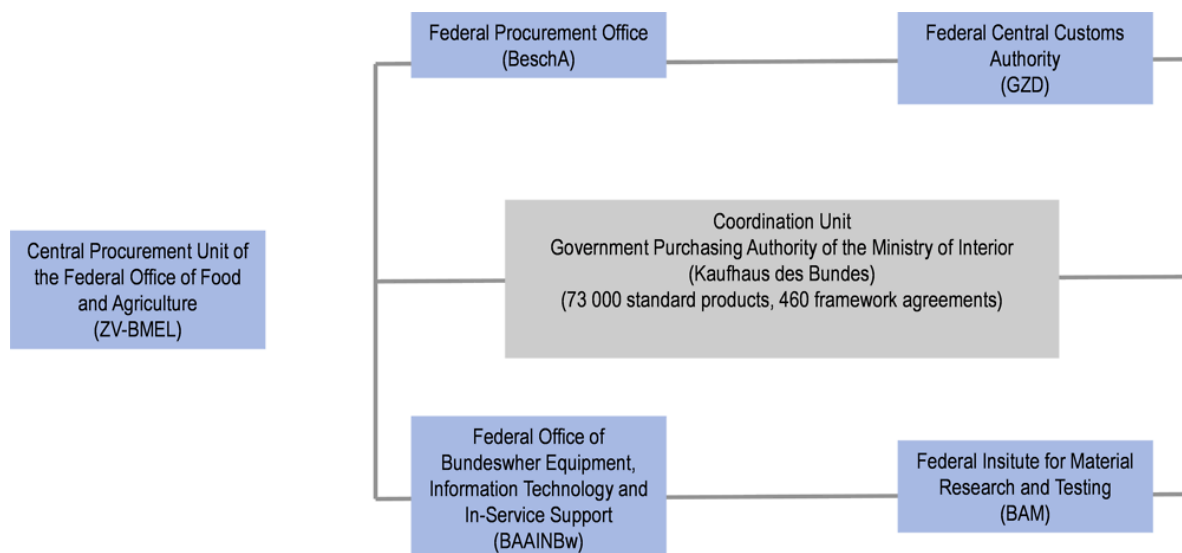 Federal Procurement Office
(BeschA)
Federal Central Customs
Authority
(GZD)
Coordination Unit
Government Purchasing Authority of the Ministry of Interior
(Kaufhaus des Bundes)
(73 000 standard products, 460 framework agreements)
Central Procurement Unit of
the Federal Office of Food
and Agriculture
(ZV-BMEL)
Federal Office of
Bundeswher Equipment,
Information Technology and
In-Service Support
(BAAINBw)
Federal Insitute for Material
Research and Testing
(BAM)